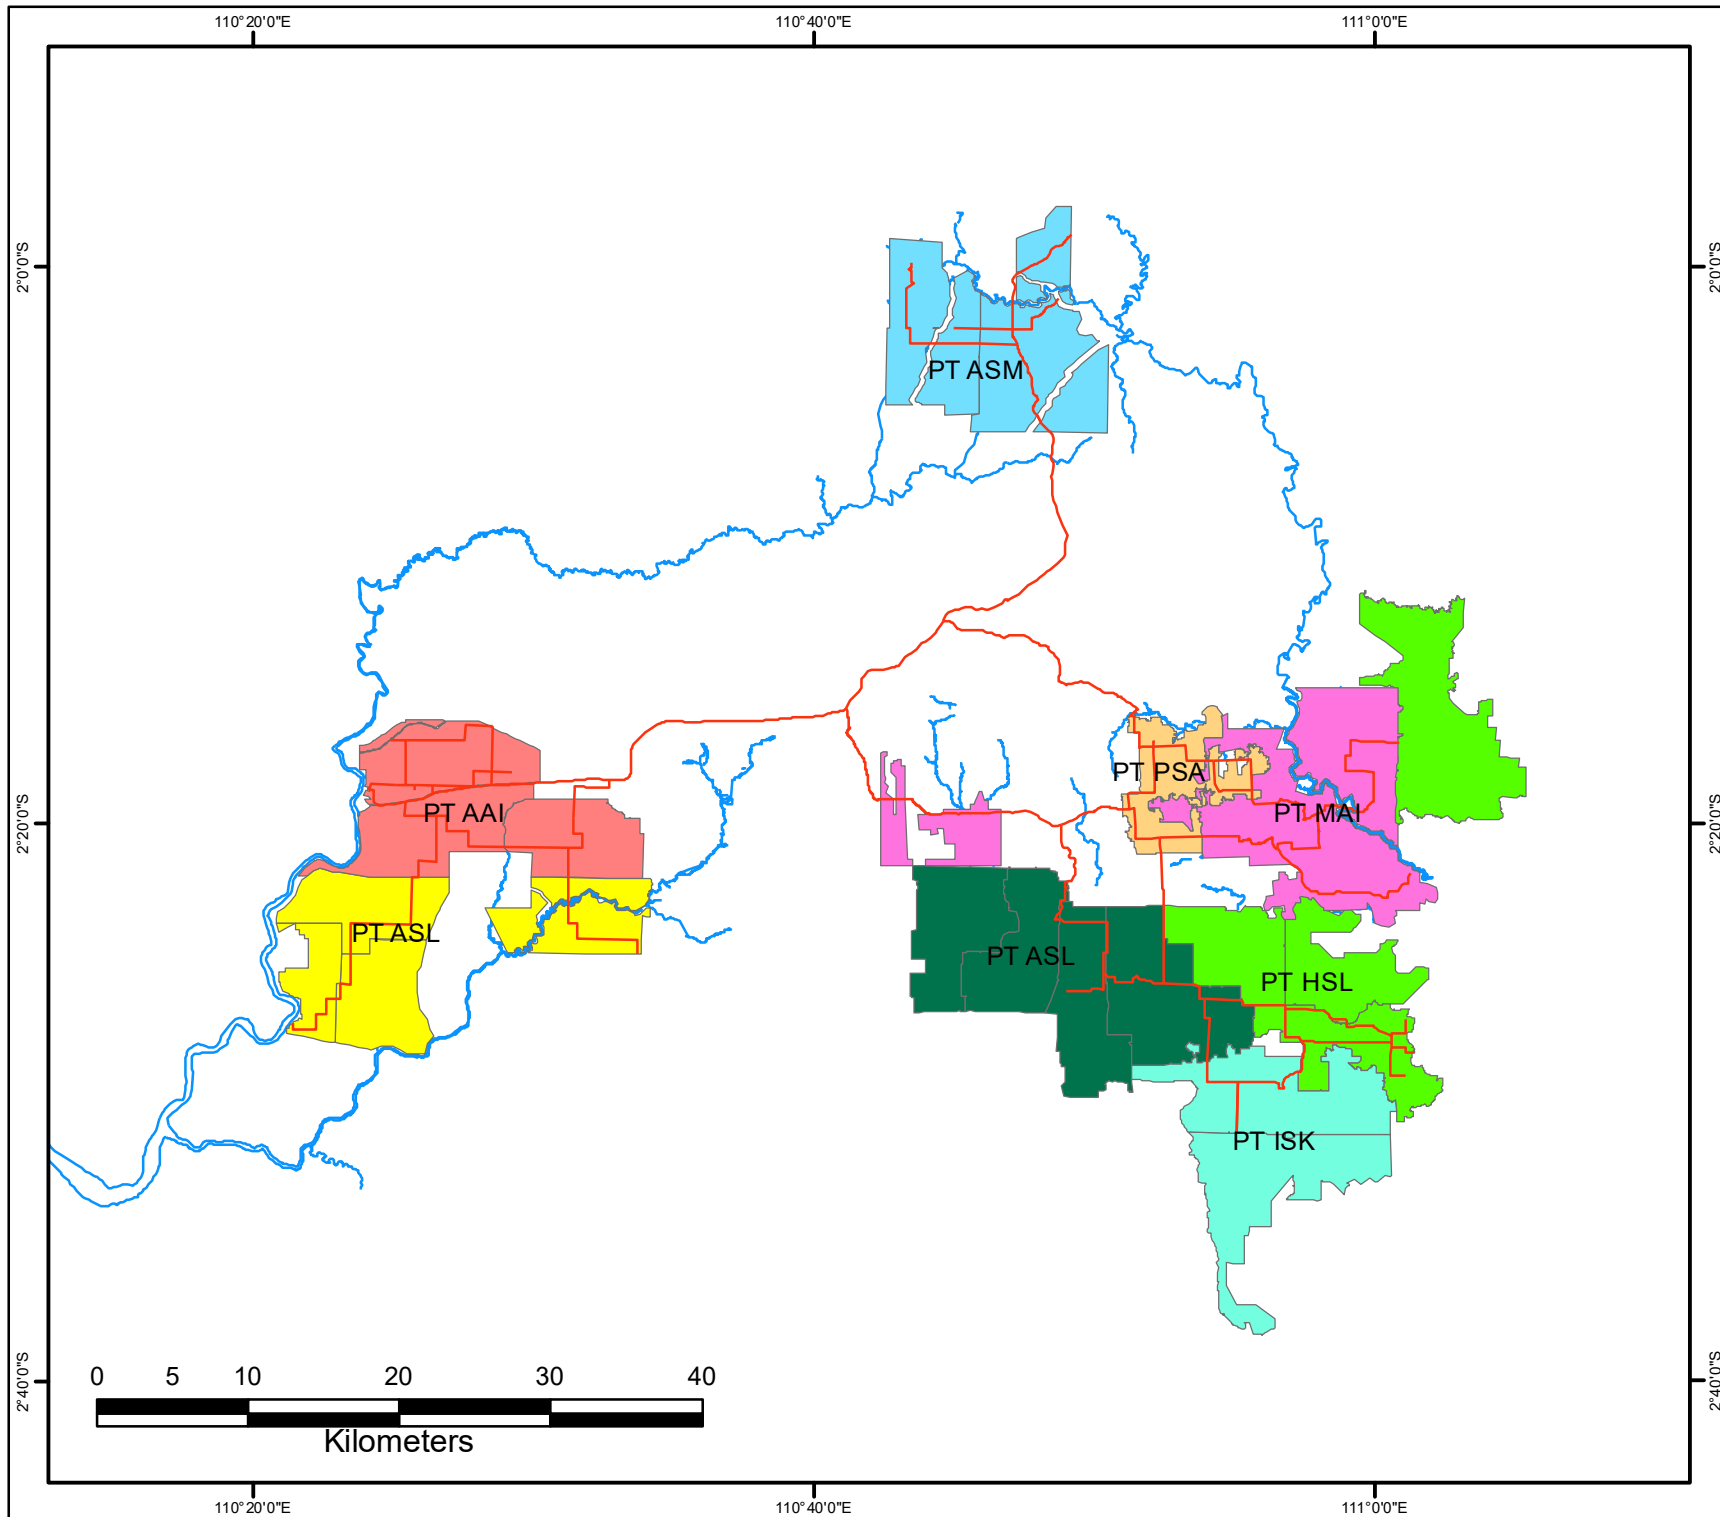 110°20'0"E 110°40'0"E 111°0'0"E
2°0'0"S 2°0'0"S
PT ASM
PT PSA
PT AAI PT MAI
2°20'0"S 2°20'0"S
PT ASL
PT ASL
PT HSL
PT ISK
2°40'0"S 2°40'0"S
0 5 10 20 30 40
Kilometers
110°20'0"E 110°40'0"E 111°0'0"E